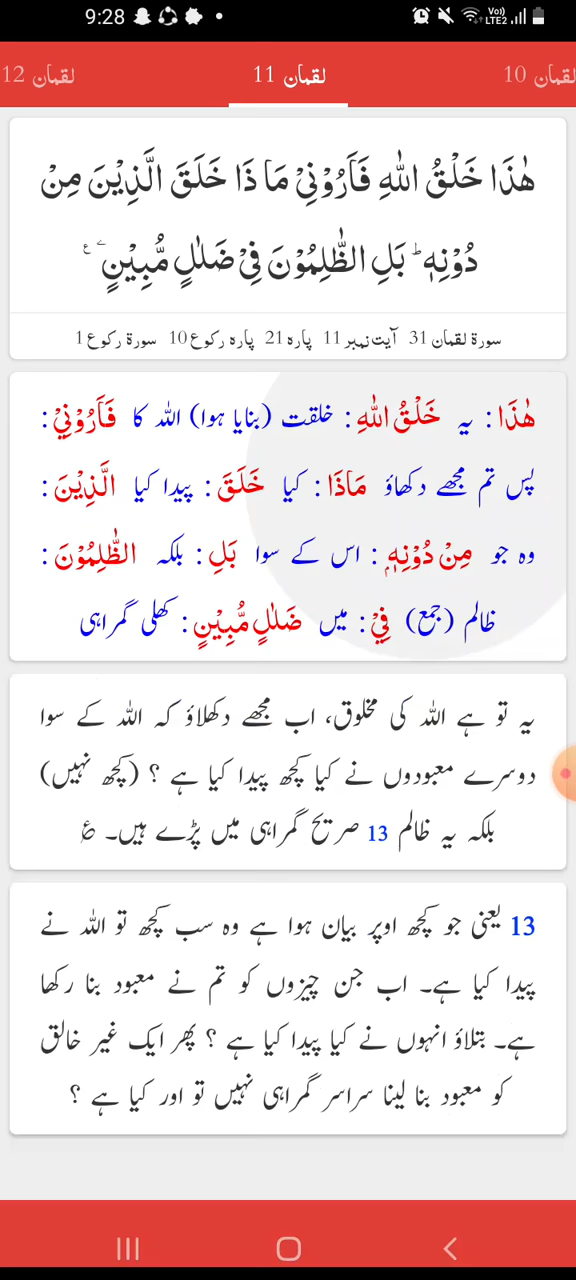 9:28
Vo)) LTE2
لقمان 10 لقمان 11 لقمان 12
هٰذَا خَلْقُ اللّٰهِ فَاَرُوْنِیْ مَا ذَا خَلَقَ الَّذِیْنَ مِنْ
دُوْنِهٖ ؕ بَلِ الظّٰلِمُوْنَ فِیْ ضَلٰلٍ مُّبِیْنٍ ۠ ع
سورۃ لقمان 31 آیت نمبر 11 پارہ 21 پارہ رکوع 10 سورۃ رکوع 1
هٰذَا : یہ خَلْقُ اللّٰهِ : خلقت (بنایا ہوا) اللہ کا فَاَرُوْنِیْ :
پس تم مجھے دکھاؤ مَاذَا : کیا خَلَقَ : پیدا کیا الَّذِیْنَ :
وہ جو مِنْ دُوْنِهٖ : اس کے سوا بَلِ : بلکہ الظّٰلِمُوْنَ :
ظالم (جمع) فِیْ : میں ضَلٰلٍ مُّبِیْنٍ : کھلی گمراہی
یہ تو ہے اللہ کی مخلوق، اب مجھے دکھلاؤ کہ اللہ کے سوا
دوسرے معبودوں نے کیا کچھ پیدا کیا ہے ؟ (کچھ نہیں)
بلکہ یہ ظالم 13 صریح گمراہی میں پڑے ہیں۔ ع
13 یعنی جو کچھ اوپر بیان ہوا ہے وہ سب کچھ تو اللہ نے
پیدا کیا ہے۔ اب جن چیزوں کو تم نے معبود بنا رکھا
ہے۔ بتلاؤ انہوں نے کیا پیدا کیا ہے ؟ پھر ایک غیر خالق
کو معبود بنا لینا سراسر گمراہی نہیں تو اور کیا ہے ؟